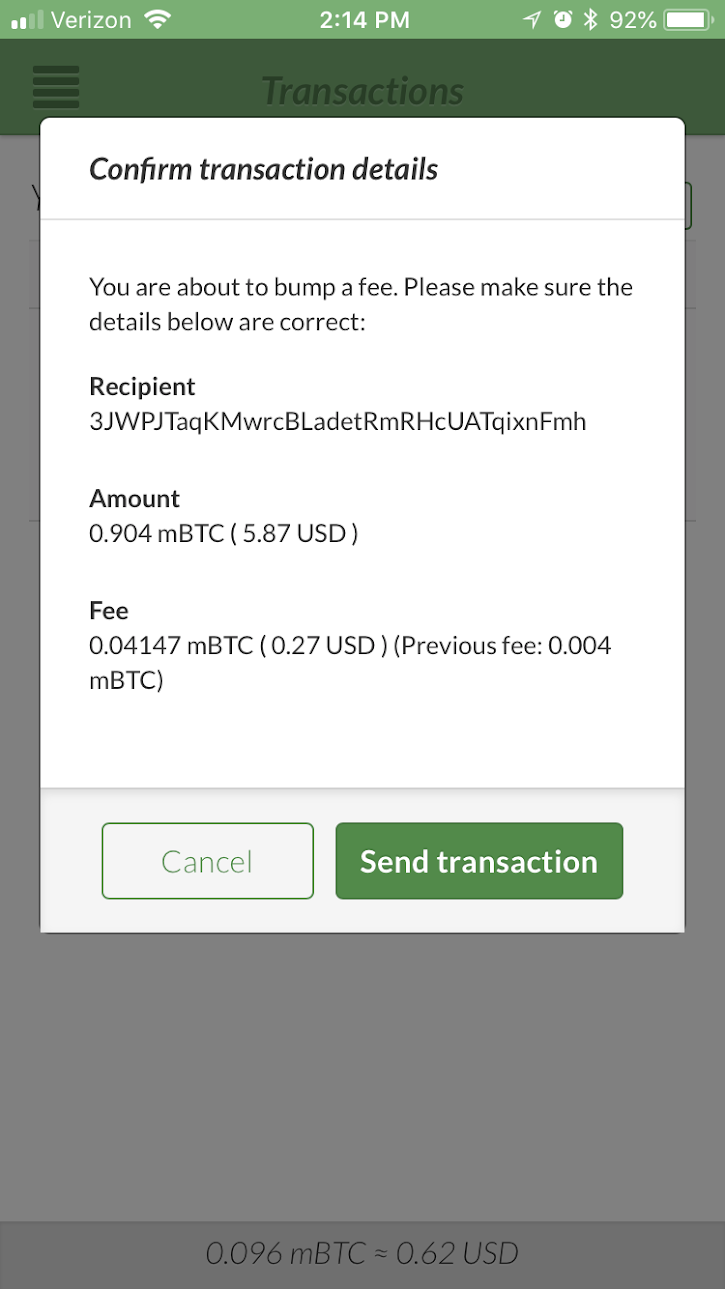 Verizon 2:14 PM 92%
Transactions
Confirm transaction details
You are about to bump a fee. Please make sure the
details below are correct:
Recipient
3JWPJTaqKMwrcBLadetRmRHcUATqixnFmh
Amount
0.904 mBTC ( 5.87 USD )
Fee
0.04147 mBTC ( 0.27 USD ) (Previous fee: 0.004
mBTC)
Cancel Send transaction
0.096 mBTC ≈ 0.62 USD